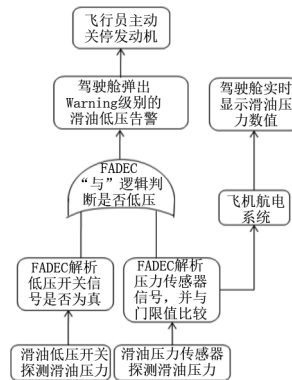 飞行员主动
关停发动机
驾驶舱弹出
Warning级别的
滑油低压告警
驾驶舱实时
显示滑油压
力数值
FADEC
“与”逻辑判
断是否低压
飞机航电
系统
FADEC解析
低压开关信
号是否为真
FADEC解析
压力传感器
信号，并与
门限值比较
滑油低压开关
探测滑油压力
滑油压力传感器
探测滑油压力